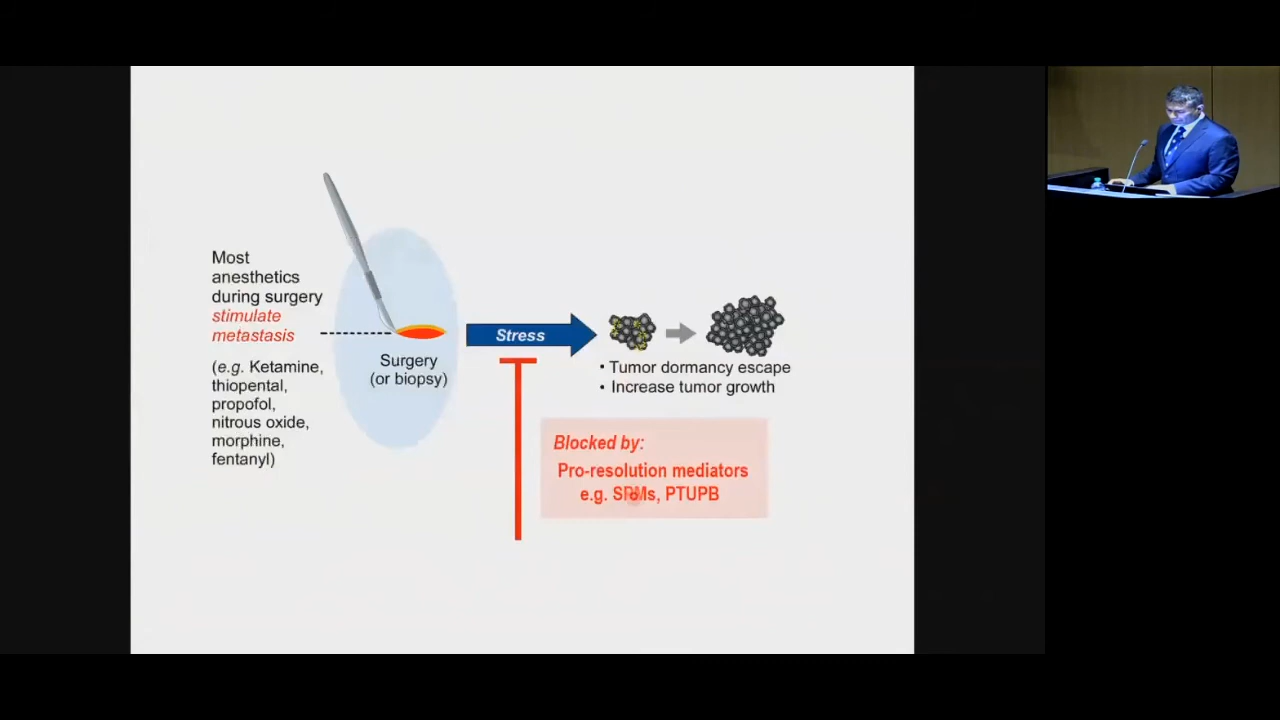 Most
anesthetics
during surgery
stimulate
metastasis
(e.g. Ketamine,
thiopental,
propofol,
nitrous oxide,
morphine,
fentanyl)
Surgery
(or biopsy)
Stress
• Tumor dormancy escape
• Increase tumor growth
Blocked by:
Pro-resolution mediators
e.g. SPMs, PTUPB